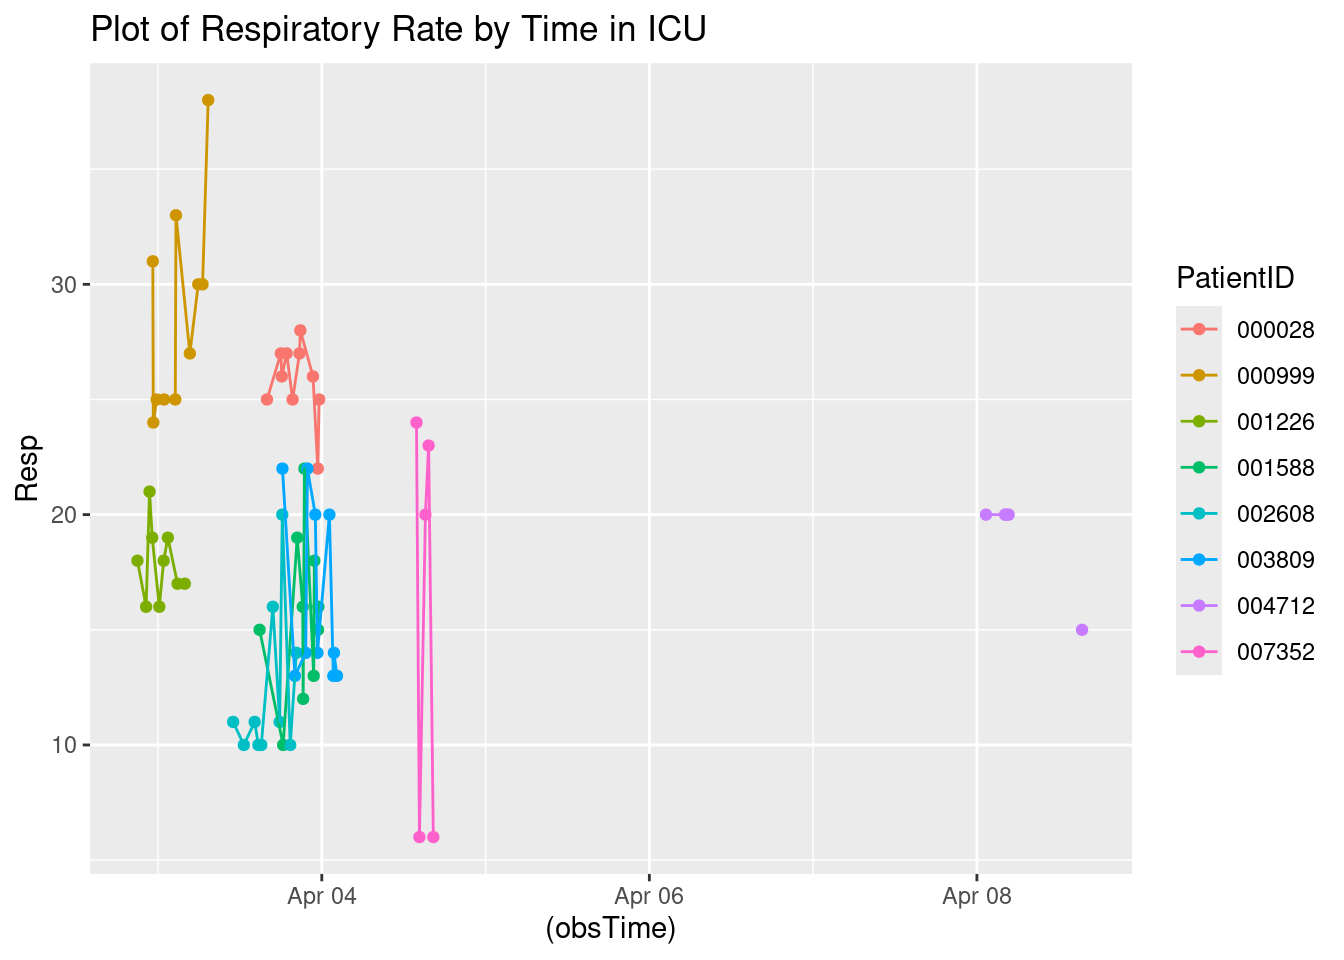 Plot of Respiratory Rate by Time in ICU
Resp
30
20
10
Apr 04
Apr 06
Apr 08
(obsTime)
PatientID
000028
000999
001226
001588
002608
003809
004712
007352